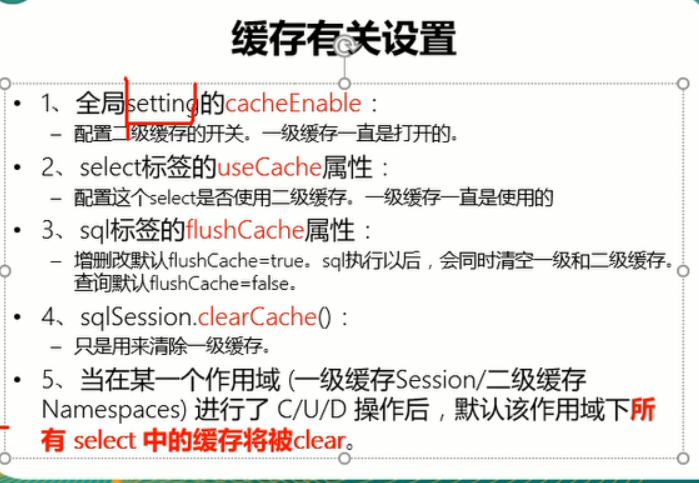 缓存有关设置
• 1、全局setting的cacheEnable：
– 配置二级缓存的开关。一级缓存一直是打开的。
• 2、select标签的useCache属性：
– 配置这个select是否使用二级缓存。一级缓存一直是使用的
• 3、sql标签的flushCache属性：
– 增删改默认flushCache=true。sql执行以后，会同时清空一级和二级缓存。
查询默认flushCache=false。
• 4、sqlSession.clearCache()：
– 只是用来清除一级缓存。
• 5、当在某一个作用域 (一级缓存Session/二级缓存
Namespaces) 进行了 C/U/D 操作后，默认该作用域下所
有 select 中的缓存将被clear。